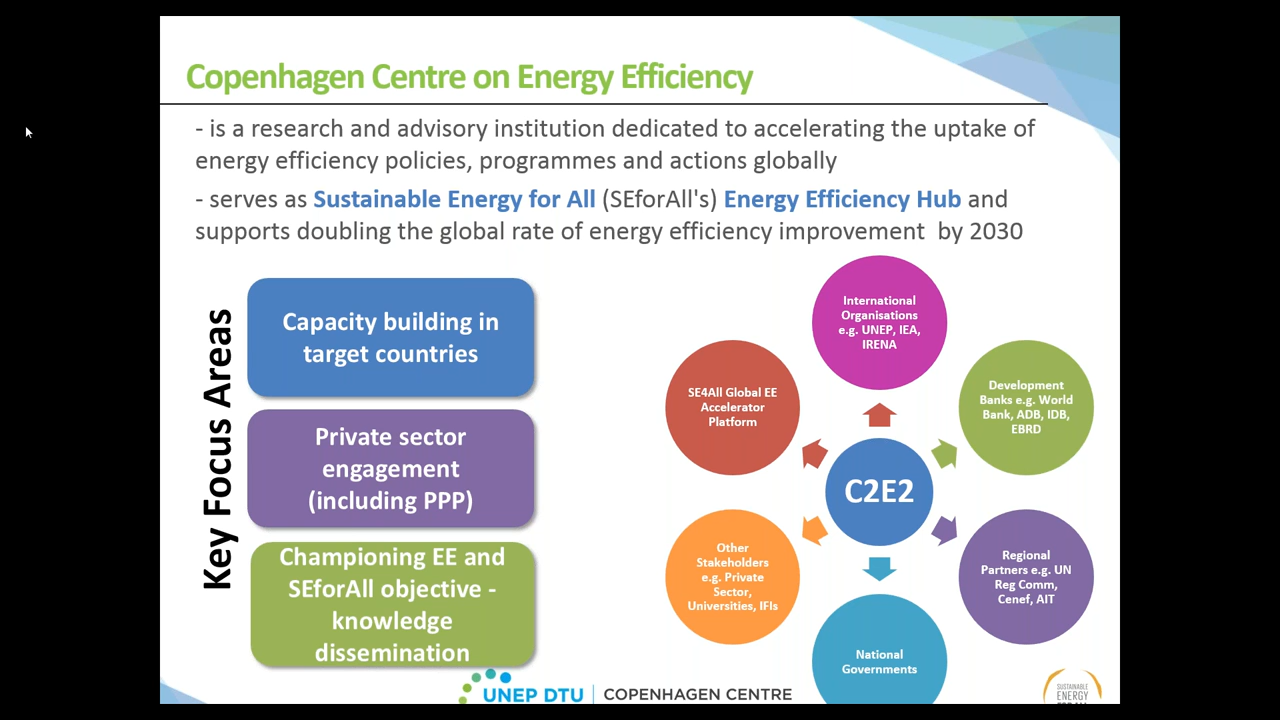 Copenhagen Centre on Energy Efficiency
- is a research and advisory institution dedicated to accelerating the uptake of
energy efficiency policies, programmes and actions globally
- serves as Sustainable Energy for All (SEforAll's) Energy Efficiency Hub and
supports doubling the global rate of energy efficiency improvement  by 2030
Key Focus Areas
Capacity building in
target countries
Private sector
engagement
(including PPP)
Championing EE and
SEforAll objective -
knowledge
dissemination
International
Organisations
e.g. UNEP, IEA,
IRENA
SE4All Global EE
Accelerator
Platform
Development
Banks e.g. World
Bank, ADB, IDB,
EBRD
C2E2
Other
Stakeholders
e.g. Private
Sector,
Universities, IFIs
Regional
Partners e.g. UN
Reg Comm,
Cenef, AIT
National
Governments
UNEP DTU
COPENHAGEN CENTRE
SUSTAINABLE
ENERGY